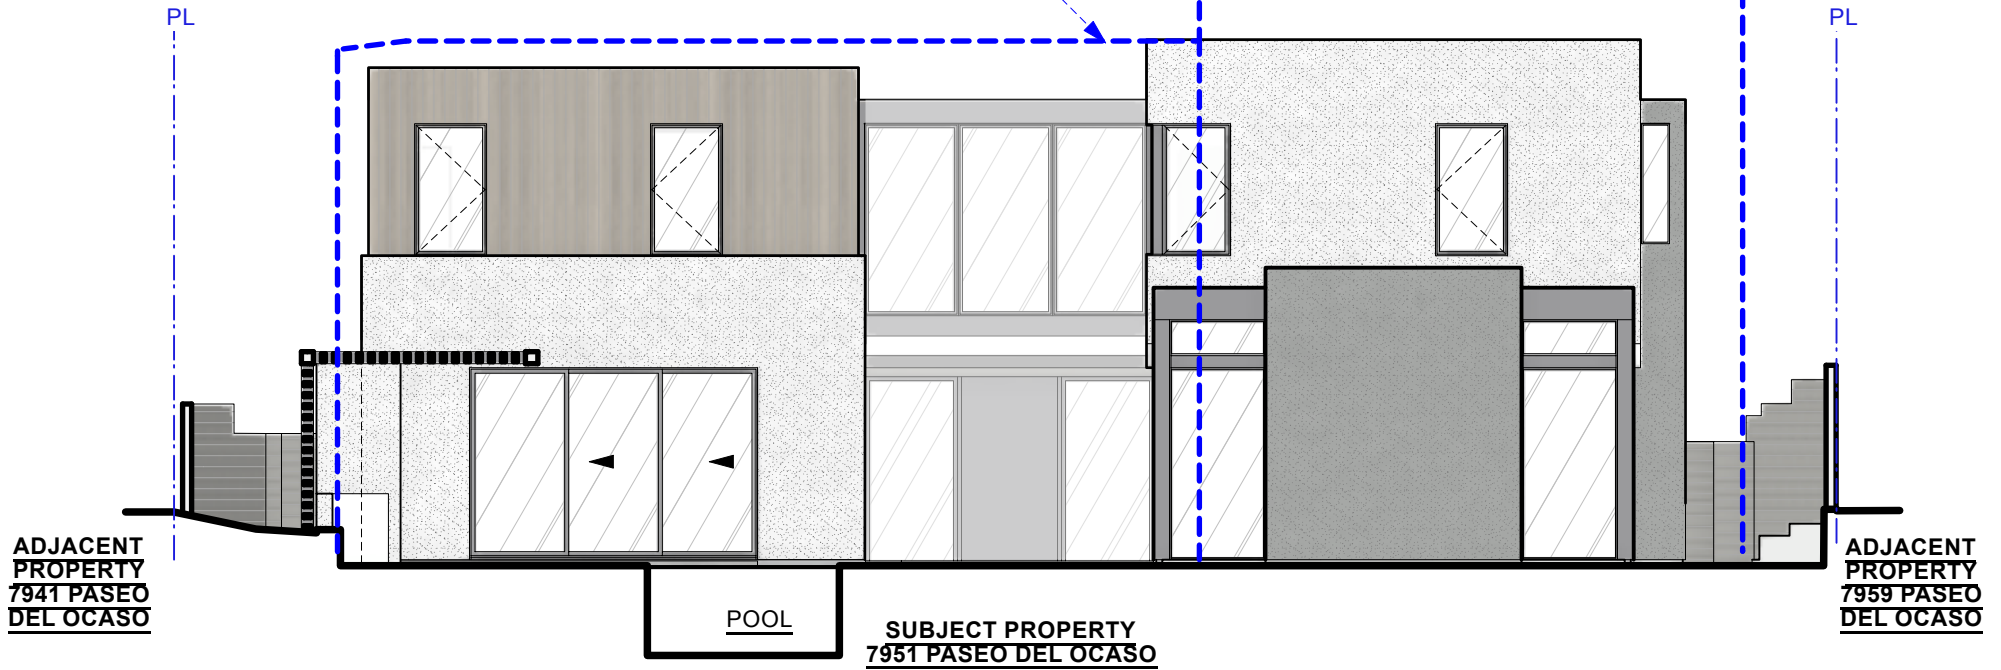 PL
PL
ADJACENT
PROPERTY
7941 PASEO
DEL OCASO
POOL
SUBJECT PROPERTY
7951 PASEO DEL OCASO
ADJACENT
PROPERTY
7959 PASEO
DEL OCASO